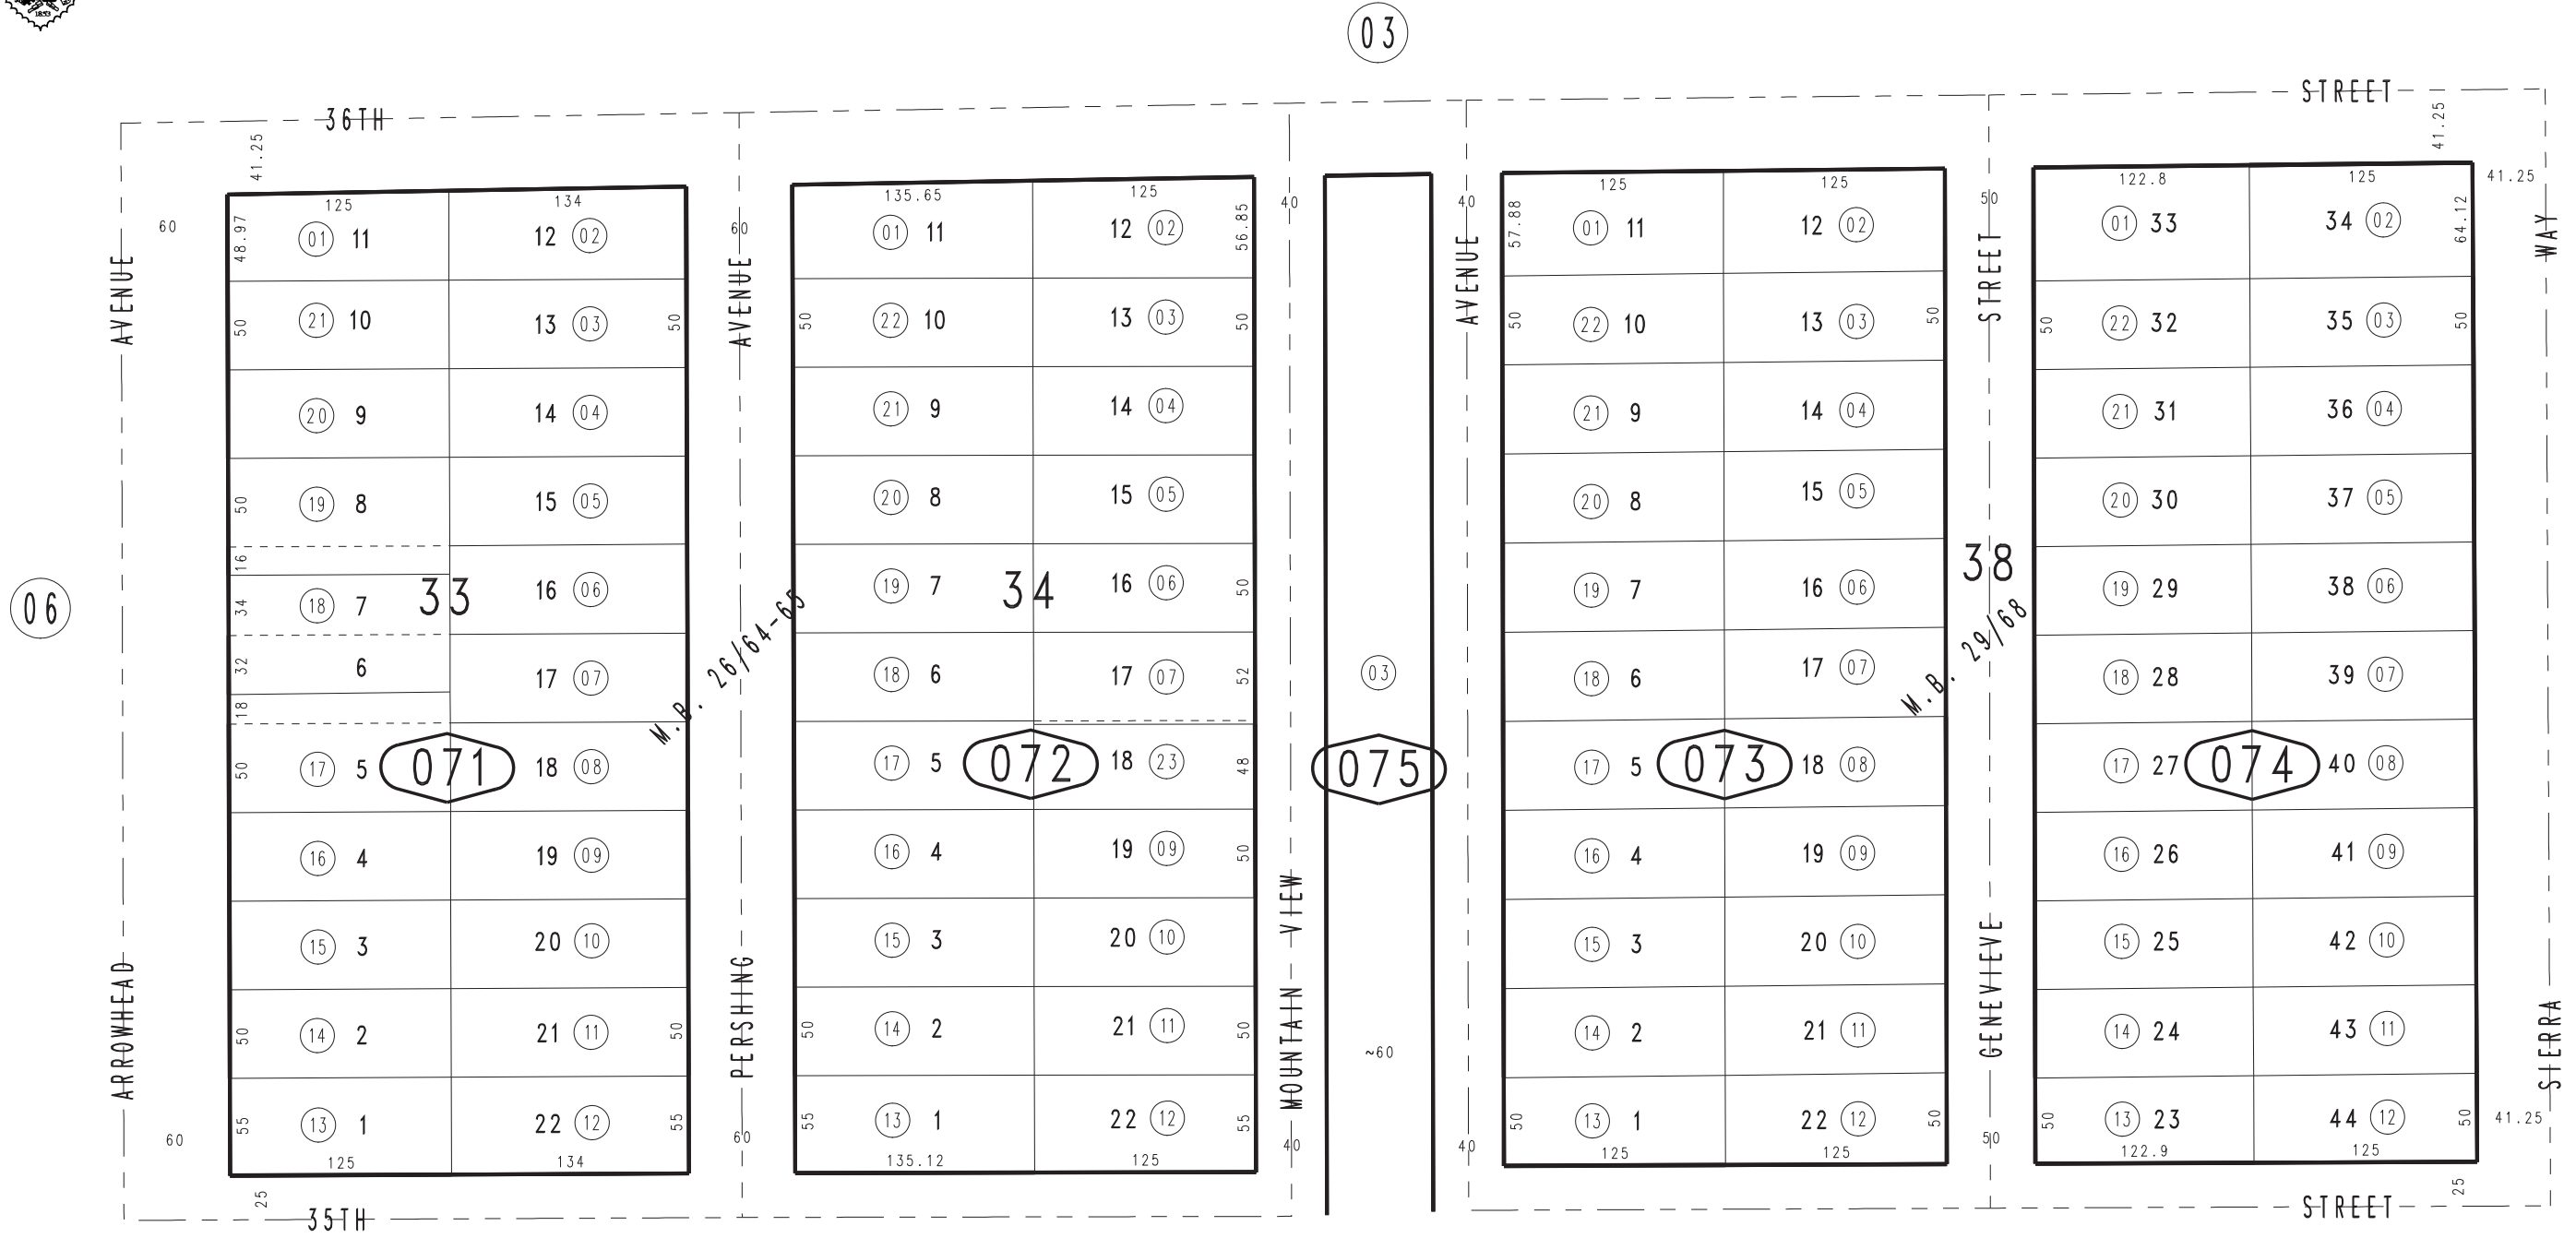 1853
03
36TH STREET
41.25 41.25
125 134 135.65 125 125 125 122.8 125 41.25
60 60 40 40 50
48.97 56.85 57.88 64.12
01 11 12 02 01 11 12 02 01 11 12 02 01 33 34 02
AVENUE AVENUE AVENUE STREET WAY
50 21 10 13 03 50 50 22 10 13 03 50 50 22 10 13 03 50 50 22 32 35 03 50
20 9 14 04 21 9 14 04 21 9 14 04 21 31 36 04
50 19 8 15 05 20 8 15 05 20 8 15 05 20 30 37 05
16
06 34 18 7 33 16 06 19 7 34 16 06 50 19 7 16 06 38 19 29 38 06
M.B. 26/64-65 M.B. 29/68
32 6 17 07 18 6 17 07 52 03 18 6 17 07 18 28 39 07
18
50 17 5 071 18 08 17 5 072 18 23 48 075 17 5 073 18 08 17 27 074 40 08
16 4 19 09 16 4 19 09 50 16 4 19 09 16 26 41 09
15 3 20 10 15 3 20 10 15 3 20 10 15 25 42 10
ARROWHEAD PERSHING MOUNTAIN VIEW GENEVIEVE SIERRA
50 14 2 21 11 50 50 14 2 21 11 50 ~60 14 2 21 11 14 24 43 11
55 13 1 22 12 55 55 13 1 22 12 55 50 13 1 22 12 50 50 13 23 44 12 50
60 60 40 40 50 41.25
125 134 135.12 125 125 125 122.9 125
25 25
35TH STREET